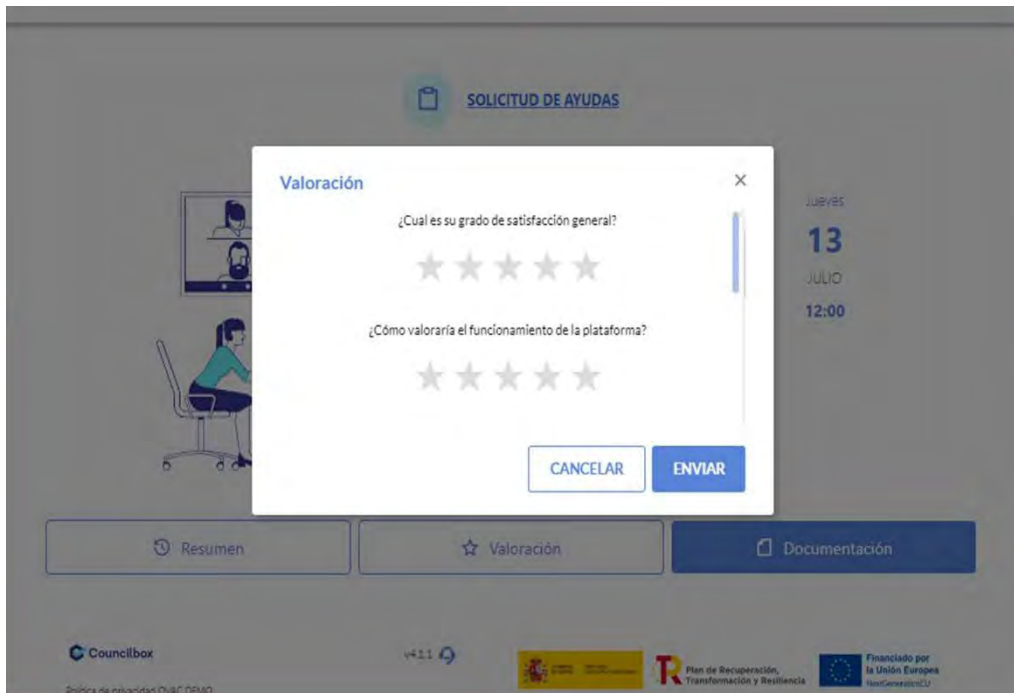 SOLICITUD DE AYUDAS
Valoración
×
¿Cual es su grado de satisfacción general?
¿Cómo valoraría el funcionamiento de la plataforma?
CANCELAR
ENVIAR
Jueves
13
JULIO
12:00
Resumen
Valoración
Documentación
Councilbox
v4.1.1
Política de privacidad OVAC DEMO
Plan de Recuperación,
Transformación y Resiliencia
Financiado por
la Unión Europea
NextGenerationEU